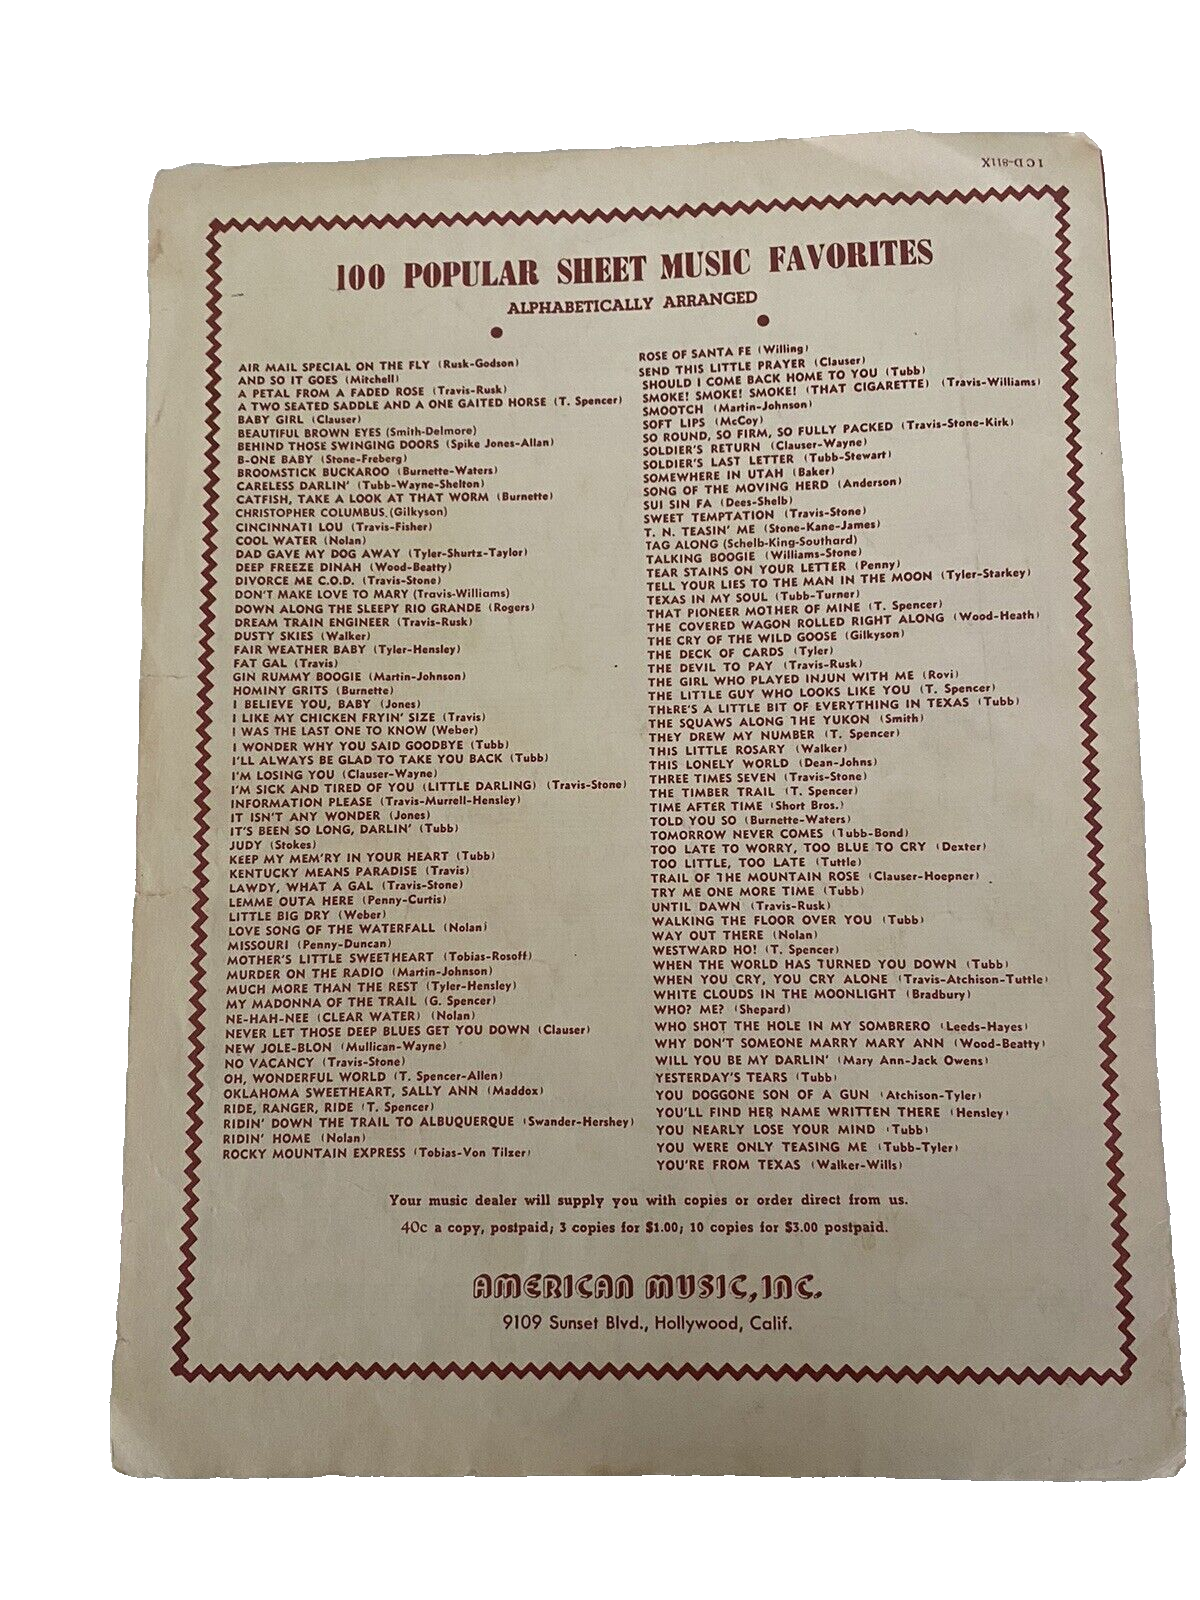 1 C D-811X
100 POPULAR SHEET MUSIC FAVORITES
ALPHABETICALLY ARRANGED
AIR MAIL SPECIAL ON THE FLY (Rusk-Godson)
AND SO IT GOES (Mitchell)
A PETAL FROM A FADED ROSE (Travis-Rusk)
A TWO SEATED SADDLE AND A ONE GAITED HORSE (T. Spencer)
BABY GIRL (Clauser)
BEAUTIFUL BROWN EYES (Smith-Delmore)
BEHIND THOSE SWINGING DOORS (Spike Jones-Allan)
B-ONE BABY (Stone-Freberg)
BROOMSTICK BUCKAROO (Burnette-Waters)
CARELESS DARLIN' (Tubb-Wayne-Shelton)
CATFISH, TAKE A LOOK AT THAT WORM (Burnette)
CHRISTOPHER COLUMBUS (Gilkyson)
CINCINNATI LOU (Travis-Fisher)
COOL WATER (Nolan)
DAD GAVE MY DOG AWAY (Tyler-Shurtz-Taylor)
DEEP FREEZE DINAH (Wood-Beatty)
DIVORCE ME C.O.D. (Travis-Stone)
DON'T MAKE LOVE TO MARY (Travis-Williams)
DOWN ALONG THE SLEEPY RIO GRANDE (Rogers)
DREAM TRAIN ENGINEER (Travis-Rusk)
DUSTY SKIES (Walker)
FAIR WEATHER BABY (Tyler-Hensley)
FAT GAL (Travis)
GIN RUMMY BOOGIE (Martin-Johnson)
HOMINY GRITS (Burnette)
I BELIEVE YOU, BABY (Jones)
I LIKE MY CHICKEN FRYIN' SIZE (Travis)
I WAS THE LAST ONE TO KNOW (Weber)
I WONDER WHY YOU SAID GOODBYE (Tubb)
I'LL ALWAYS BE GLAD TO TAKE YOU BACK (Tubb)
I'M LOSING YOU (Clauser-Wayne)
I'M SICK AND TIRED OF YOU (LITTLE DARLING) (Travis-Stone)
INFORMATION PLEASE (Travis-Murrell-Hensley)
IT ISN'T ANY WONDER (Jones)
IT'S BEEN SO LONG, DARLIN' (Tubb)
JUDY (Stokes)
KEEP MY MEM'RY IN YOUR HEART (Tubb)
KENTUCKY MEANS PARADISE (Travis)
LAWDY, WHAT A GAL (Travis-Stone)
LEMME OUTA HERE (Penny-Curtis)
LITTLE BIG DRY (Weber)
LOVE SONG OF THE WATERFALL (Nolan)
MISSOURI (Penny-Duncan)
MOTHER'S LITTLE SWEETHEART (Tobias-Rosoff)
MURDER ON THE RADIO (Martin-Johnson)
MUCH MORE THAN THE REST (Tyler-Hensley)
MY MADONNA OF THE TRAIL (G. Spencer)
NE-HAH-NEE (CLEAR WATER) (Nolan)
NEVER LET THOSE DEEP BLUES GET YOU DOWN (Clauser)
NEW JOLE-BLON (Mullican-Wayne)
NO VACANCY (Travis-Stone)
OH, WONDERFUL WORLD (T. Spencer-Allen)
OKLAHOMA SWEETHEART, SALLY ANN (Maddox)
RIDE, RANGER, RIDE (T. Spencer)
RIDIN' DOWN THE TRAIL TO ALBUQUERQUE (Swander-Hershey)
RIDIN' HOME (Nolan)
ROCKY MOUNTAIN EXPRESS (Tobias-Von Tilzer)
ROSE OF SANTA FE (Willing)
SEND THIS LITTLE PRAYER (Clauser)
SHOULD I COME BACK HOME TO YOU (Tubb)
SMOKE! SMOKE! SMOKE! (THAT CIGARETTE) (Travis-Williams)
SMOOTCH (Martin-Johnson)
SOFT LIPS (McCoy)
SO ROUND, SO FIRM, SO FULLY PACKED (Travis-Stone-Kirk)
SOLDIER'S RETURN (Clauser-Wayne)
SOLDIER'S LAST LETTER (Tubb-Stewart)
SOMEWHERE IN UTAH (Baker)
SONG OF THE MOVING HERD (Anderson)
SUI SIN FA (Dees-Shelb)
SWEET TEMPTATION (Travis-Stone)
T. N. TEASIN' ME (Stone-Kane-James)
TAG ALONG (Schelb-King-Southard)
TALKING BOOGIE (Williams-Stone)
TEAR STAINS ON YOUR LETTER (Penny)
TELL YOUR LIES TO THE MAN IN THE MOON (Tyler-Starkey)
TEXAS IN MY SOUL (Tubb-Turner)
THAT PIONEER MOTHER OF MINE (T. Spencer)
THE COVERED WAGON ROLLED RIGHT ALONG (Wood-Heath)
THE CRY OF THE WILD GOOSE (Gilkyson)
THE DECK OF CARDS (Tyler)
THE DEVIL TO PAY (Travis-Rusk)
THE GIRL WHO PLAYED INJUN WITH ME (Rovi)
THE LITTLE GUY WHO LOOKS LIKE YOU (T. Spencer)
THERE'S A LITTLE BIT OF EVERYTHING IN TEXAS (Tubb)
THE SQUAWS ALONG THE YUKON (Smith)
THEY DREW MY NUMBER (T. Spencer)
THIS LITTLE ROSARY (Walker)
THIS LONELY WORLD (Dean-Johns)
THREE TIMES SEVEN (Travis-Stone)
THE TIMBER TRAIL (T. Spencer)
TIME AFTER TIME (Short Bros.)
TOLD YOU SO (Burnette-Waters)
TOMORROW NEVER COMES (Tubb-Bond)
TOO LATE TO WORRY, TOO BLUE TO CRY (Dexter)
TOO LITTLE, TOO LATE (Tuttle)
TRAIL OF THE MOUNTAIN ROSE (Clauser-Hoepner)
TRY ME ONE MORE TIME (Tubb)
UNTIL DAWN (Travis-Rusk)
WALKING THE FLOOR OVER YOU (Tubb)
WAY OUT THERE (Nolan)
WESTWARD HO! (T. Spencer)
WHEN THE WORLD HAS TURNED YOU DOWN (Tubb)
WHEN YOU CRY, YOU CRY ALONE (Travis-Atchison-Tuttle)
WHITE CLOUDS IN THE MOONLIGHT (Bradbury)
WHO? ME? (Shepard)
WHO SHOT THE HOLE IN MY SOMBRERO (Leeds-Hayes)
WHY DON'T SOMEONE MARRY MARY ANN (Wood-Beatty)
WILL YOU BE MY DARLIN' (Mary Ann-Jack Owens)
YESTERDAY'S TEARS (Tubb)
YOU DOGGONE SON OF A GUN (Atchison-Tyler)
YOU'LL FIND HER NAME WRITTEN THERE (Hensley)
YOU NEARLY LOSE YOUR MIND (Tubb)
YOU WERE ONLY TEASING ME (Tubb-Tyler)
YOU'RE FROM TEXAS (Walker-Wills)
Your music dealer will supply you with copies or order direct from us.
40c a copy, postpaid; 3 copies for $1.00; 10 copies for $3.00 postpaid.
AMERICAN MUSIC, INC.
9109 Sunset Blvd., Hollywood, Calif.